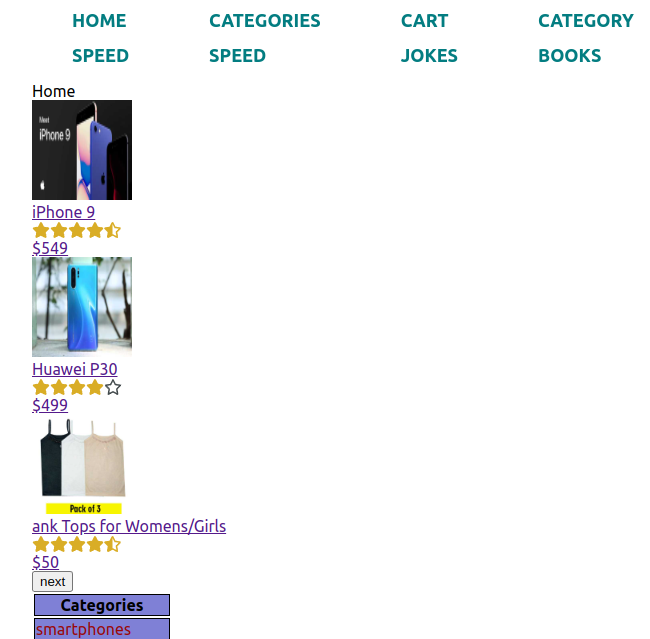 HOME CATEGORIES CART CATEGORY
SPEED SPEED JOKES BOOKS
Home
Next
iPhone 9
iPhone 9
$549
Huawei P30
$499
Pack of 3
ank Tops for Womens/Girls
$50
next
Categories
smartphones